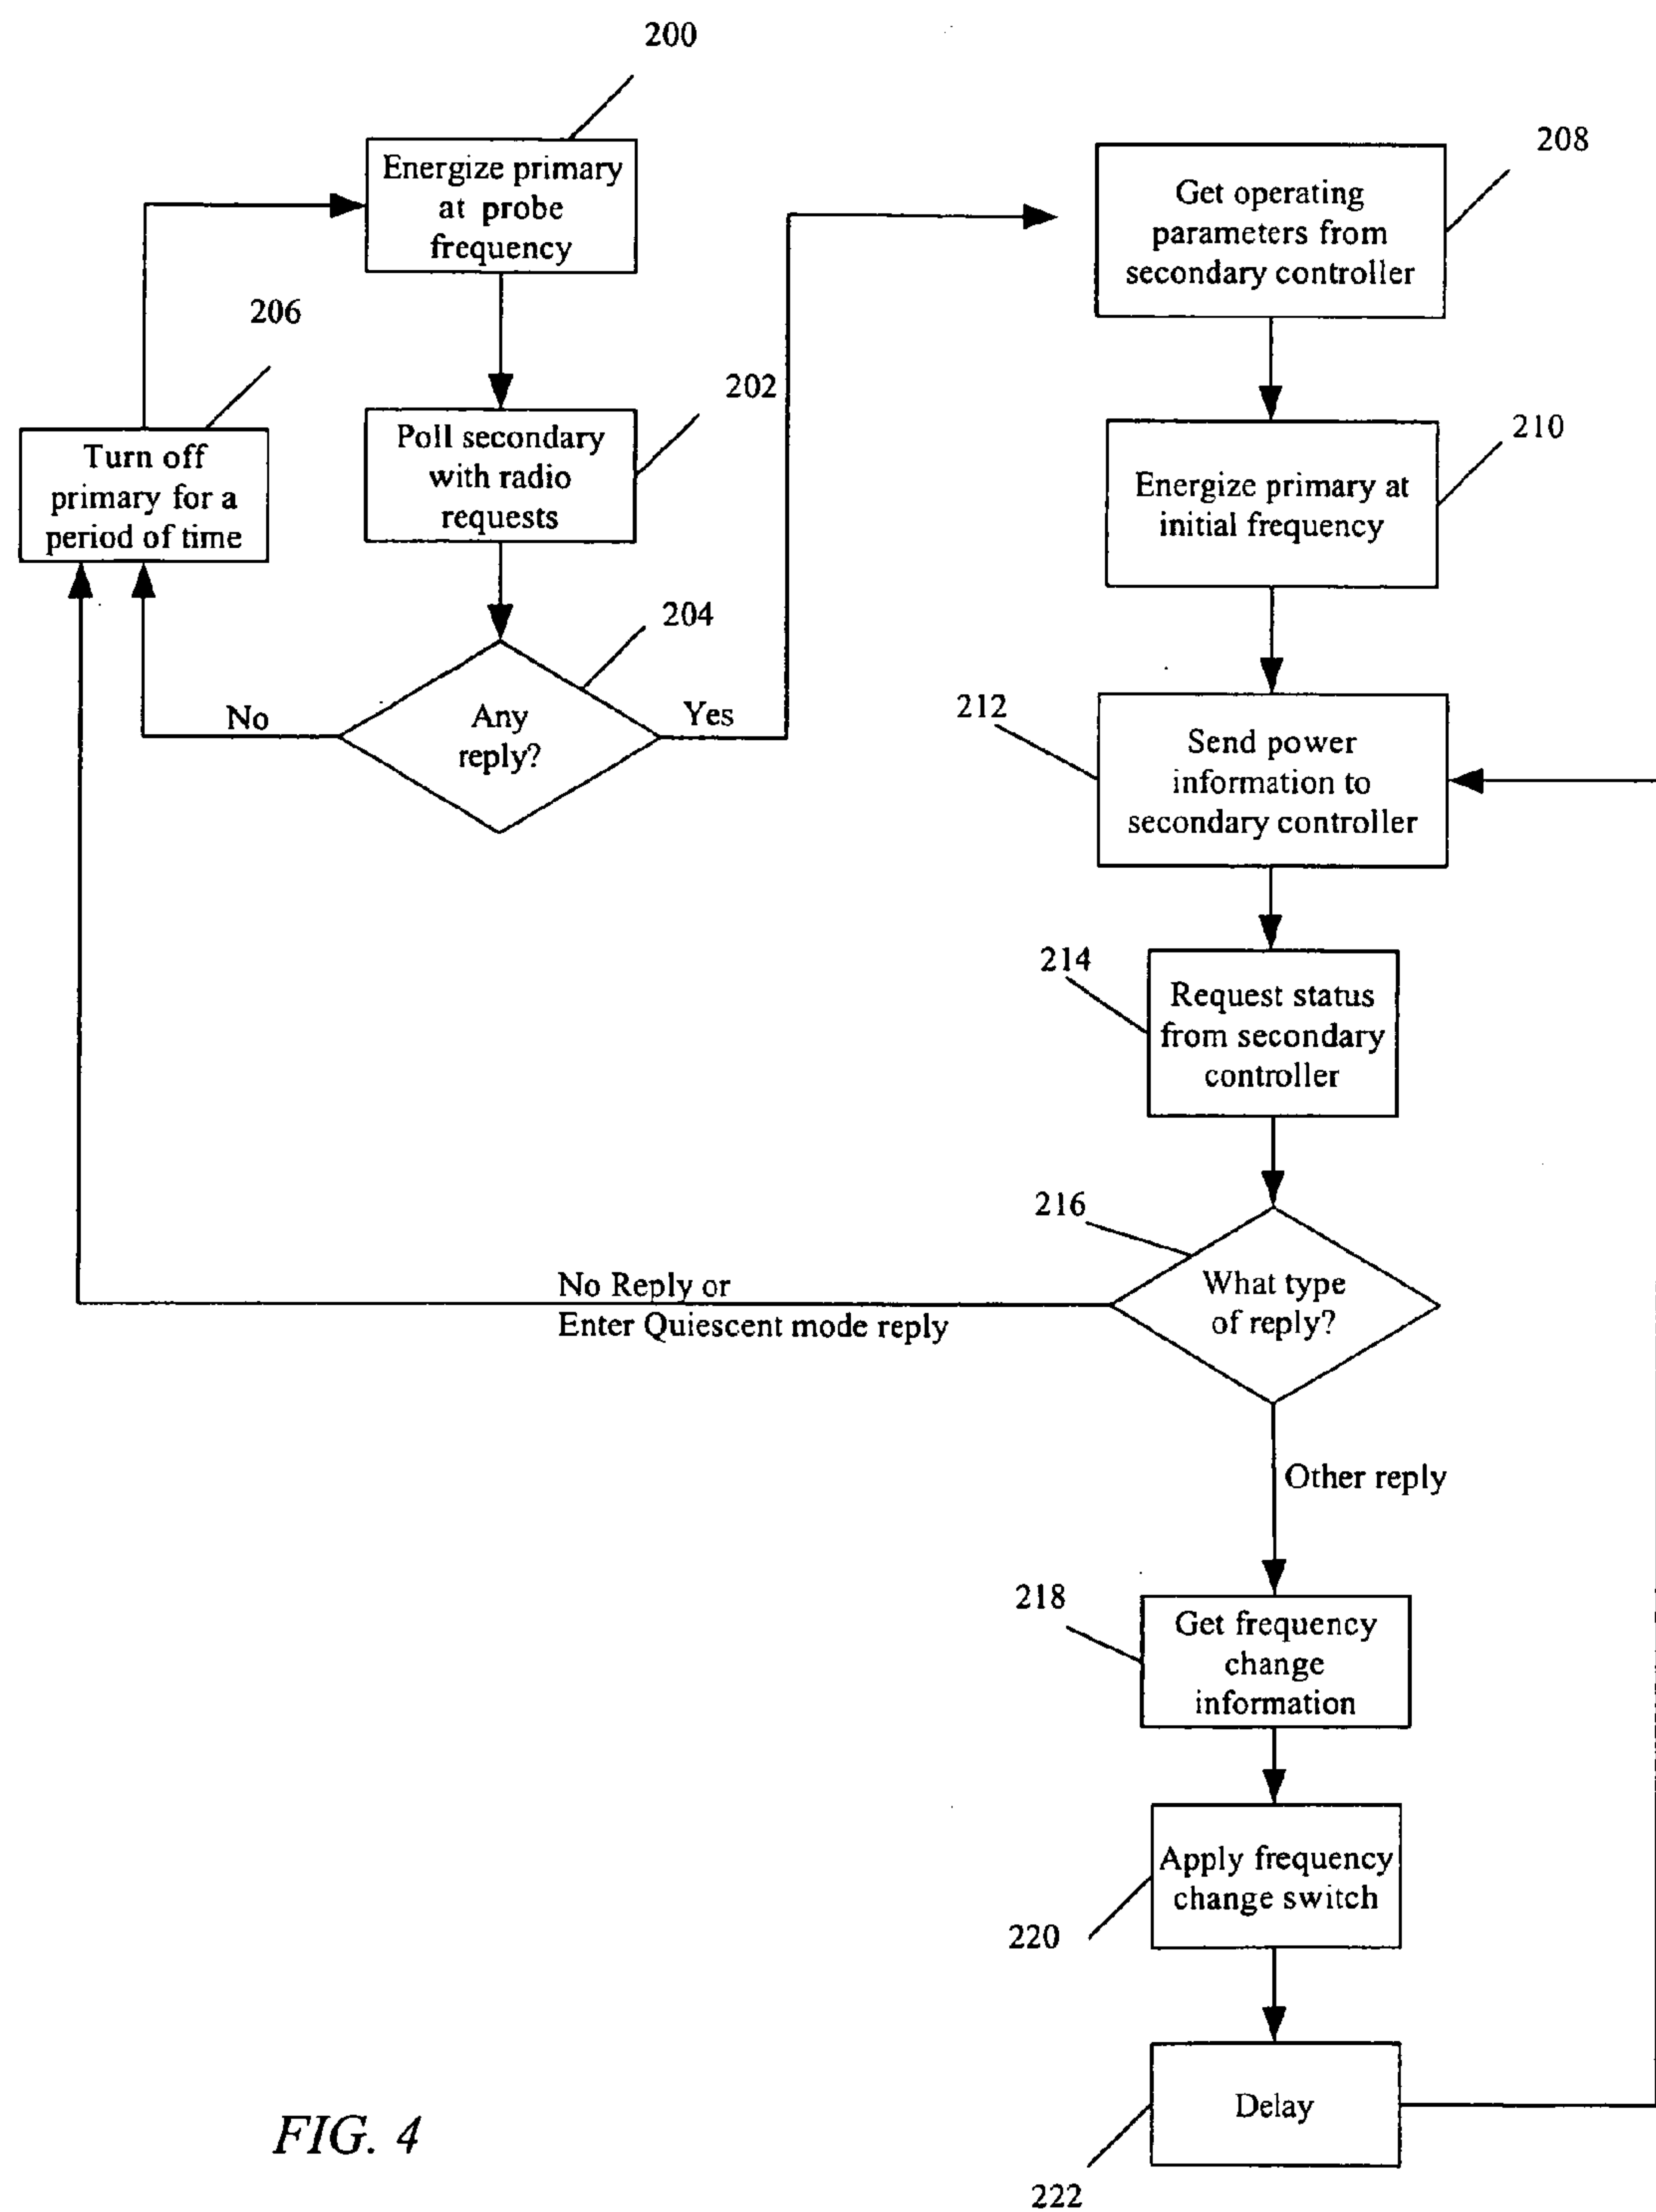 200
Energize primary
at probe
frequency
206
Turn off
primary for a
period of time
202
Poll secondary
with radio
requests
204
Any
reply?
No
Yes
208
Get operating
parameters from
secondary controller
210
Energize primary at
initial frequency
212
Send power
information to
secondary controller
214
Request status
from secondary
controller
216
What type
of reply?
No Reply or
Enter Quiescent mode reply
Other reply
218
Get frequency
change
information
220
Apply frequency
change switch
222
Delay
FIG. 4